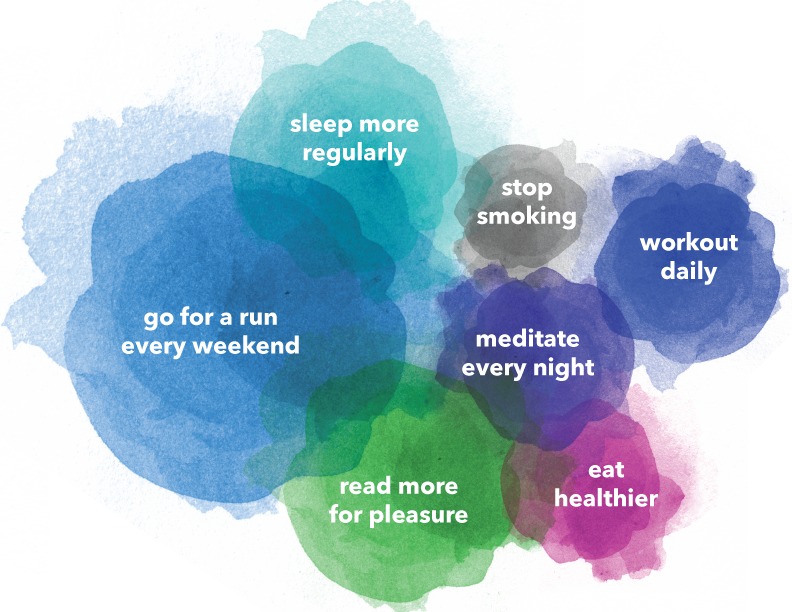 sleep more
regularly
stop
smoking
workout
daily
go for a run
every weekend
meditate
every night
read more
for pleasure
eat
healthier